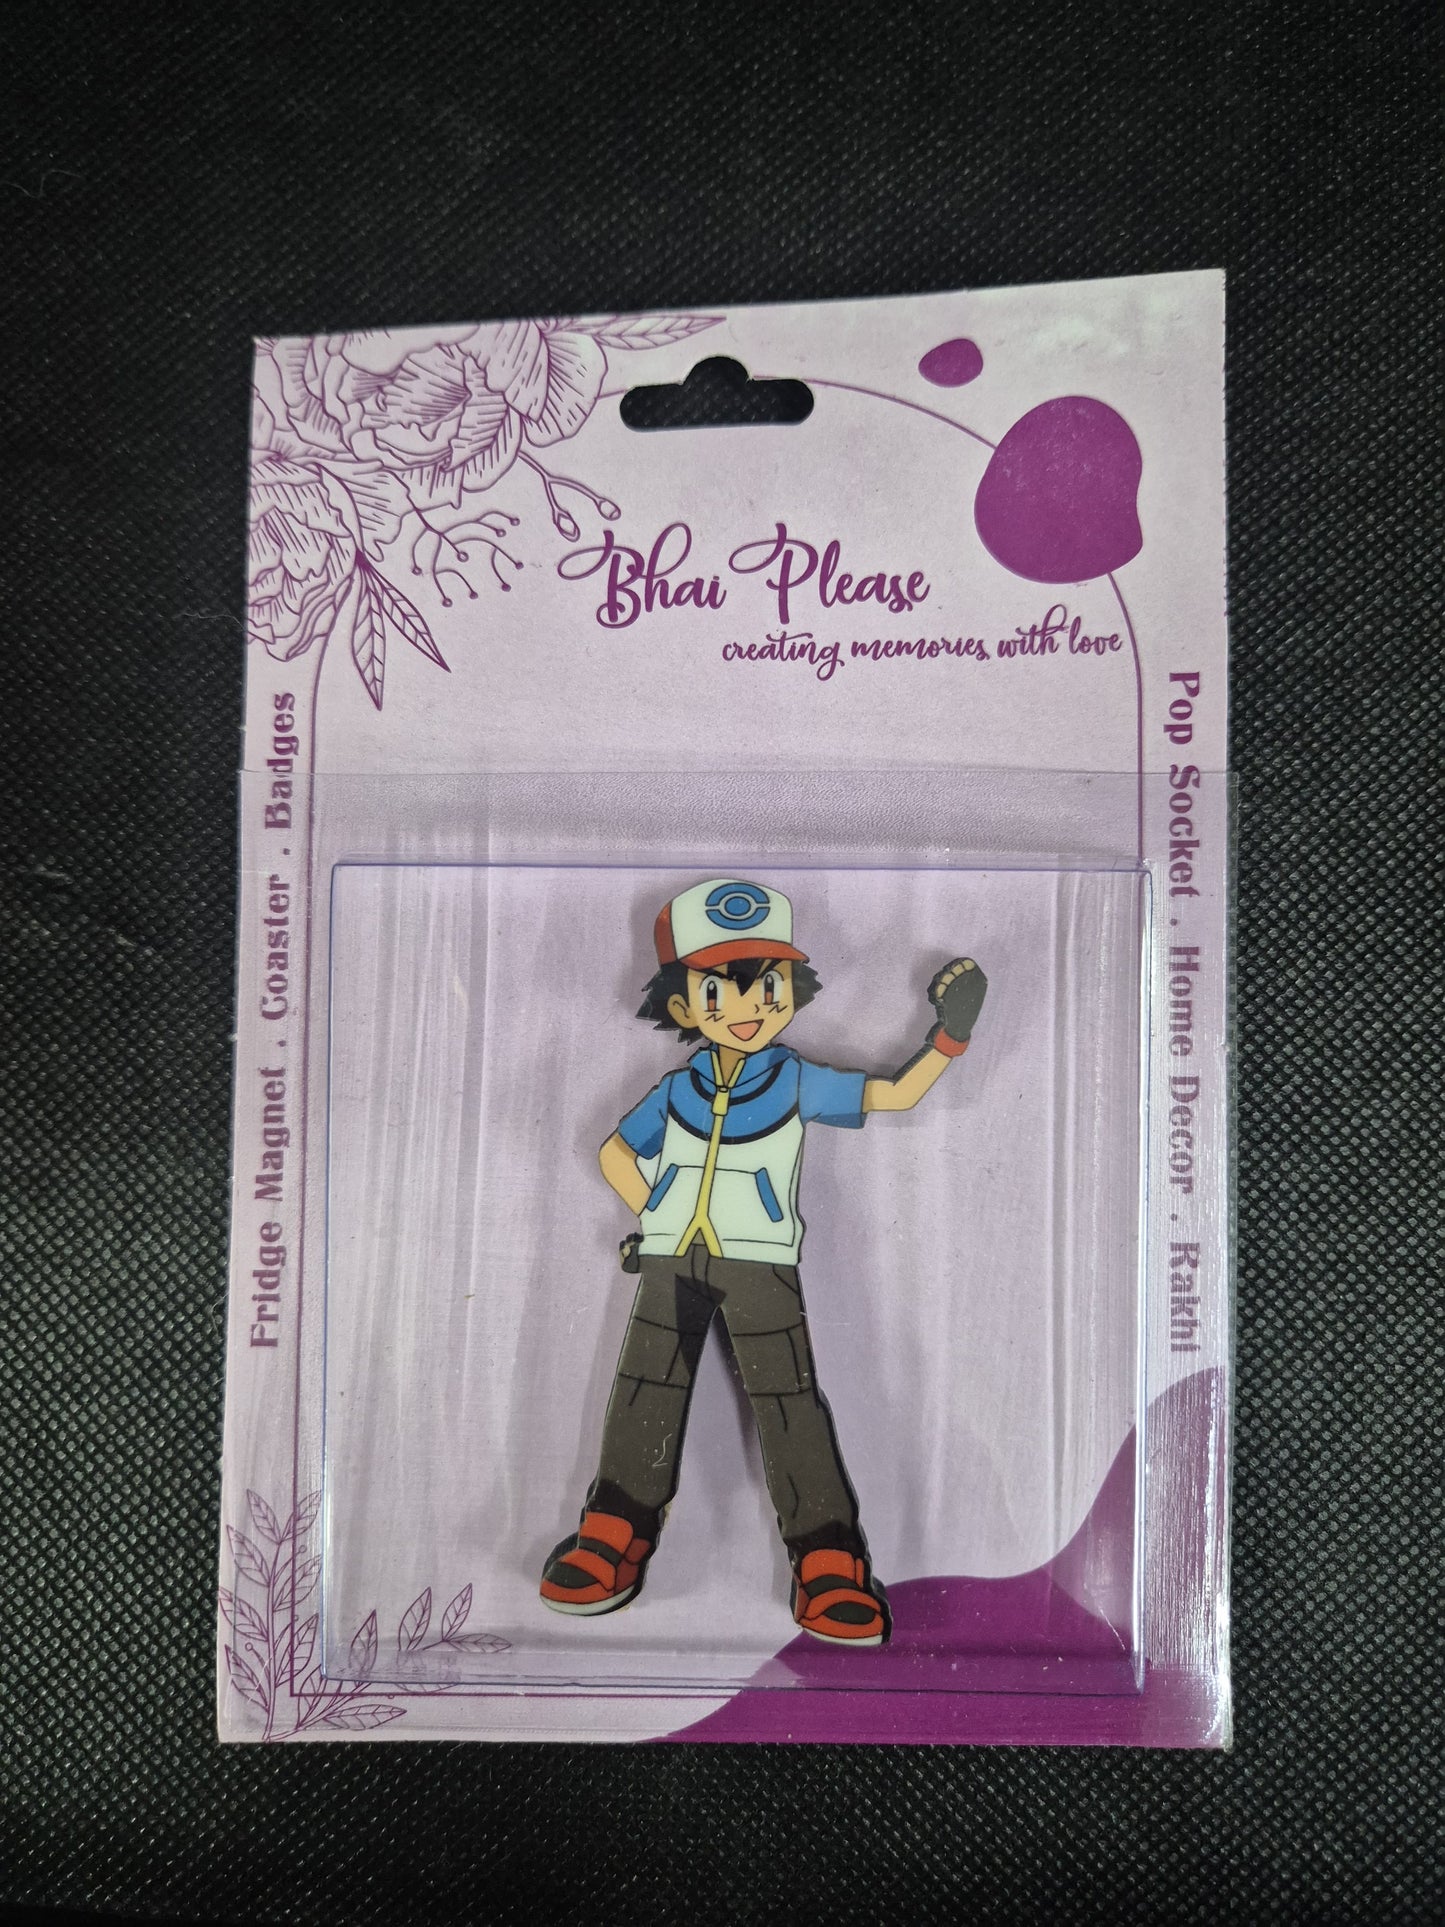 Bhai Please
creating memories with love
Fridge Magnet . Coaster . Badges
Pop Socket . Home Decor . Rakhi